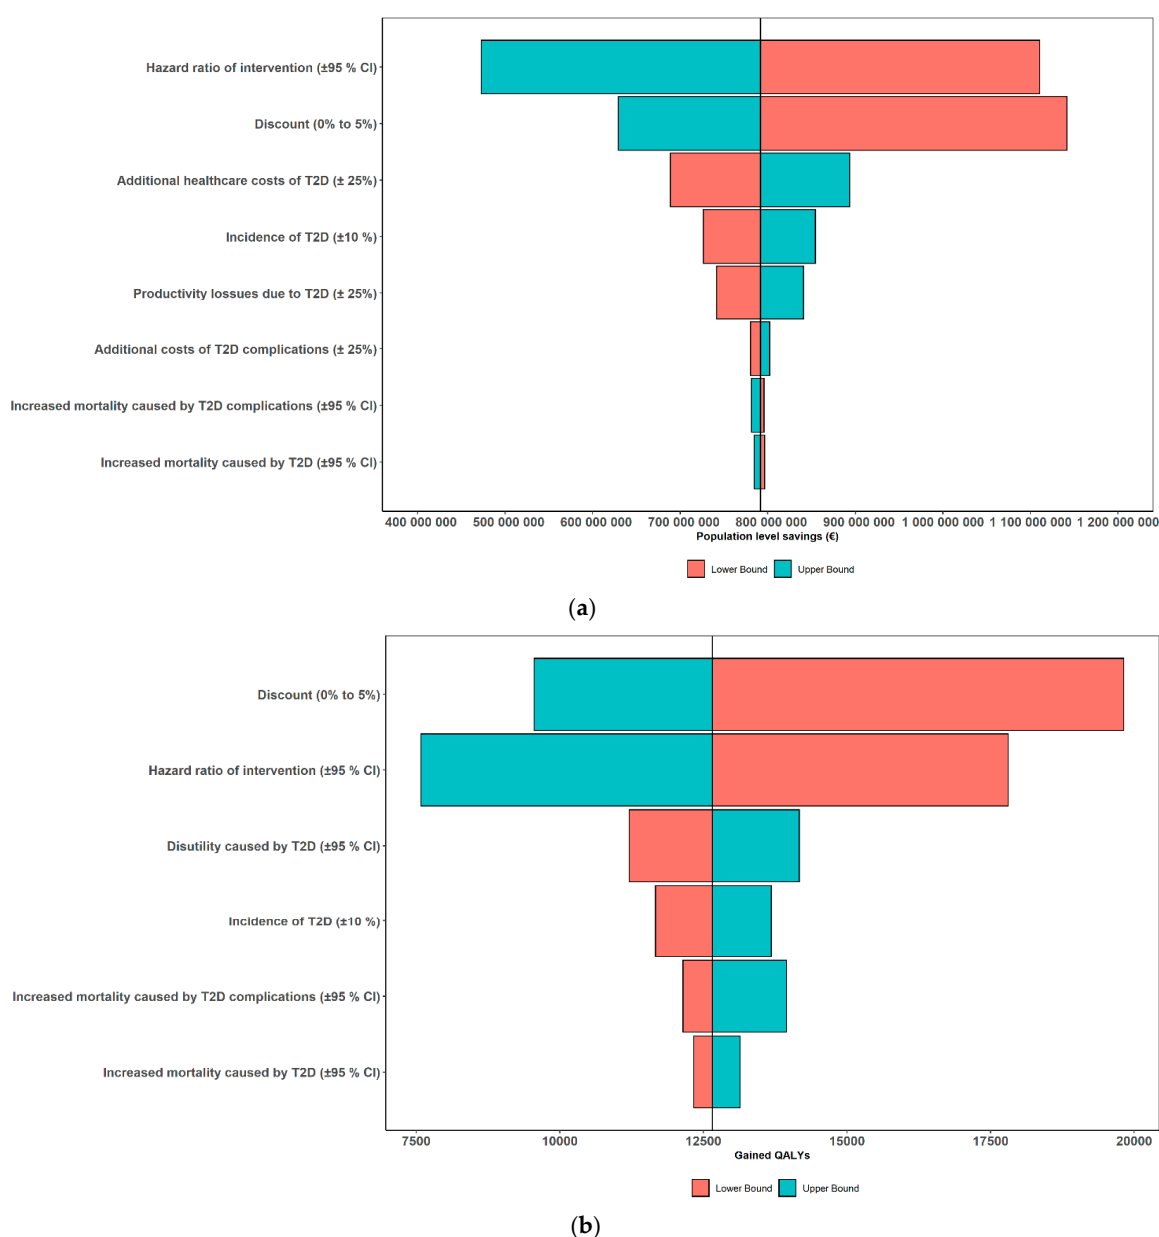 Hazard ratio of intervention (±95 % CI)
Discount (0% to 5%)
Additional healthcare costs of T2D (± 25%)
Incidence of T2D (±10 %)
Productivity lossues due to T2D (± 25%)
Additional costs of T2D complications (± 25%)
Increased mortality caused by T2D complications (±95 % CI)
Increased mortality caused by T2D (±95 % CI)
400 000 000 500 000 000 600 000 000 700 000 000 800 000 000 900 000 000 1 000 000 000 1 100 000 000 1 200 000 000
Population level savings (€)
Lower Bound Upper Bound
(a)
Discount (0% to 5%)
Hazard ratio of intervention (±95 % CI)
Disutility caused by T2D (±95 % CI)
Incidence of T2D (±10 %)
Increased mortality caused by T2D complications (±95 % CI)
Increased mortality caused by T2D (±95 % CI)
7500 10000 12500 15000 17500 20000
Gained QALYs
Lower Bound Upper Bound
(b)